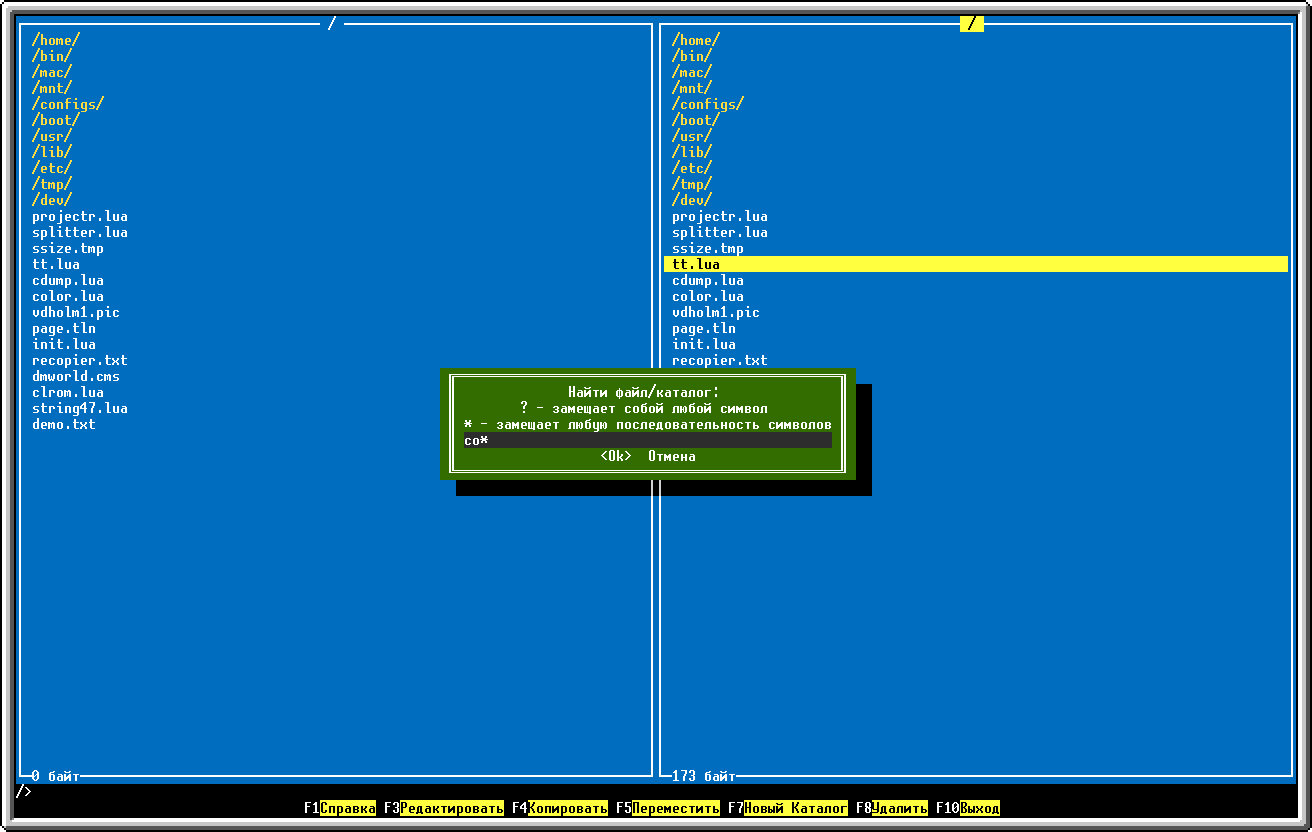 /
/home/
/bin/
/mac/
/mnt/
/configs/
/boot/
/usr/
/lib/
/etc/
/tmp/
/dev/
projectr.lua
splitter.lua
ssize.tmp
tt.lua
cdump.lua
color.lua
vdholm1.pic
page.tln
init.lua
recopier.txt
dmworld.cms
clrom.lua
string47.lua
demo.txt
0 байт
/
/home/
/bin/
/mac/
/mnt/
/configs/
/boot/
/usr/
/lib/
/etc/
/tmp/
/dev/
projectr.lua
splitter.lua
ssize.tmp
tt.lua
cdump.lua
color.lua
vdholm1.pic
page.tln
init.lua
recopier.txt
173 байт
Найти файл/каталог:
? - замещает собой любой символ
* - замещает любую последовательность символов
co*
<Ok> Отмена
/>
F1Справка F3Редактировать F4Копировать F5Переместить F7Новый Каталог F8Удалить F10Выход